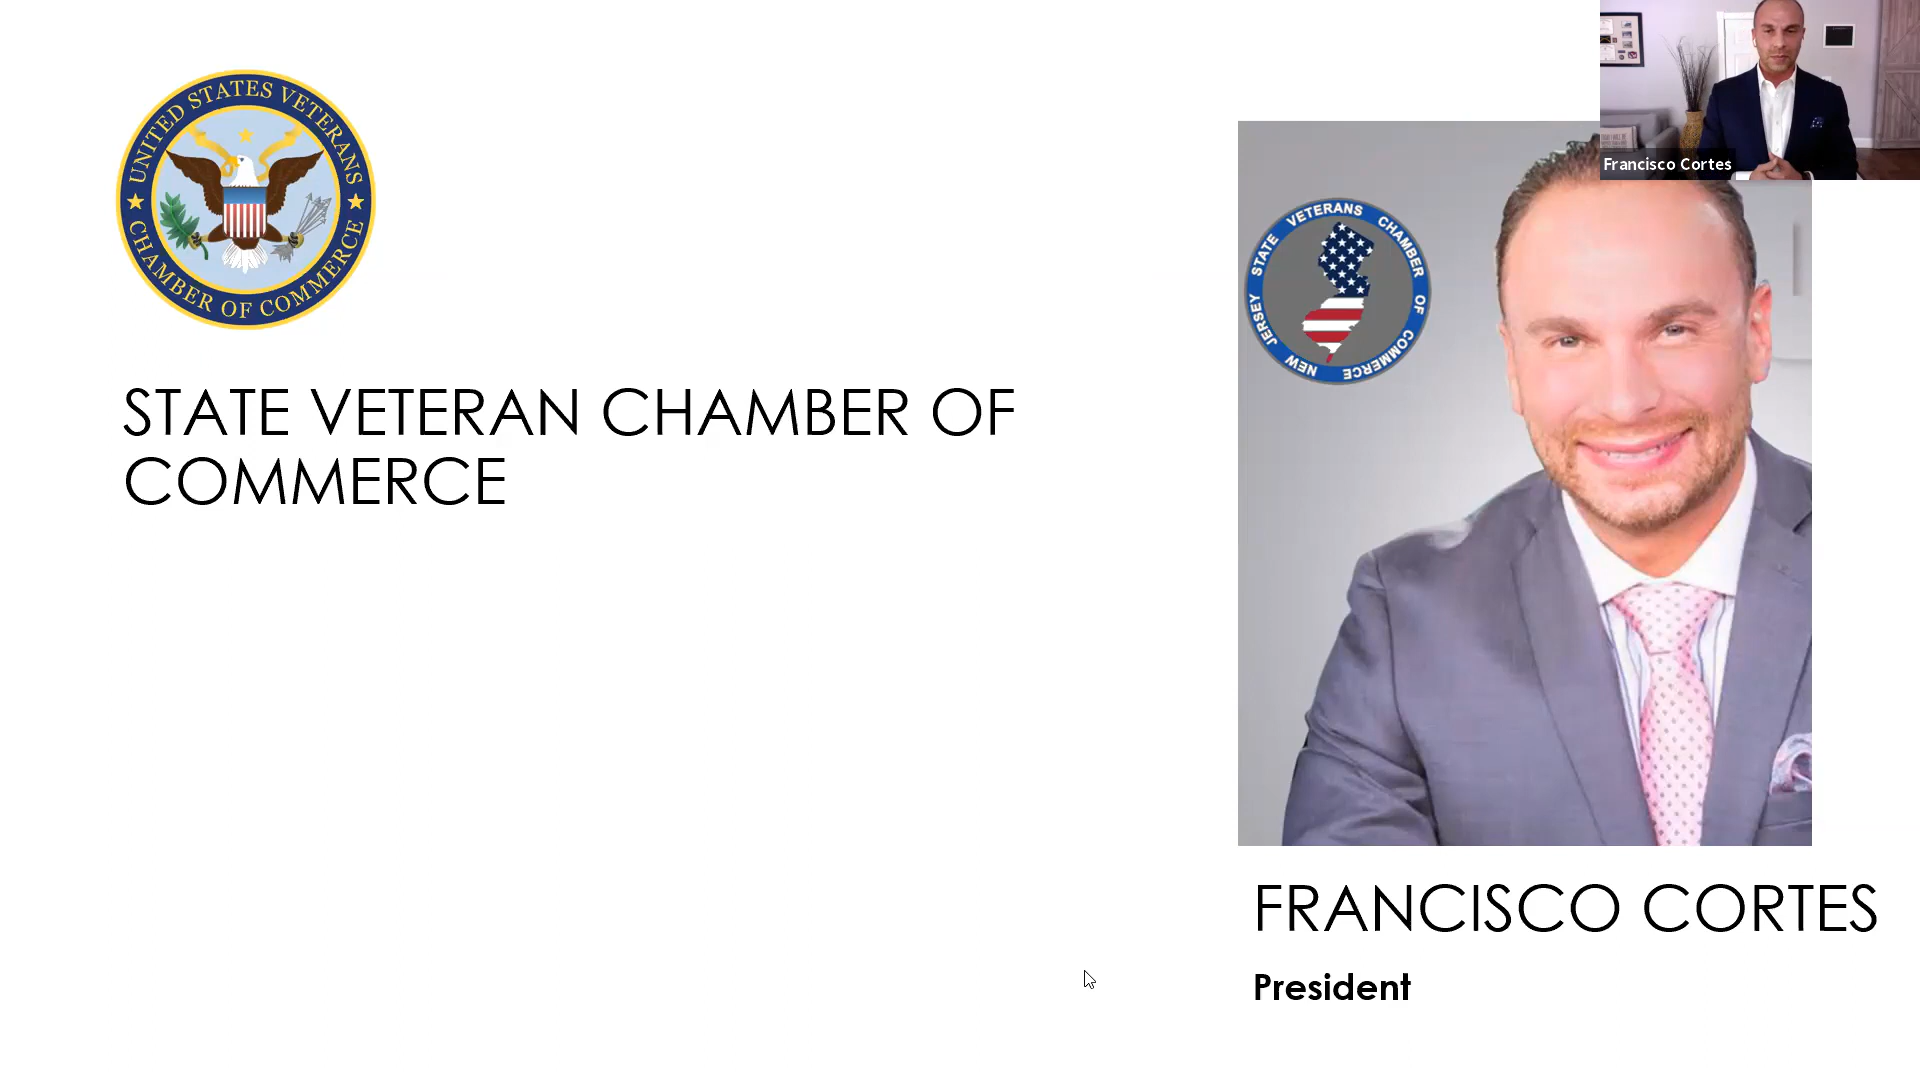 UNITED STATES VETERANS
CHAMBER OF COMMERCE
STATE VETERAN CHAMBER OF
COMMERCE
Francisco Cortes
NEW JERSEY STATE VETERANS CHAMBER OF COMMERCE
FRANCISCO CORTES
President